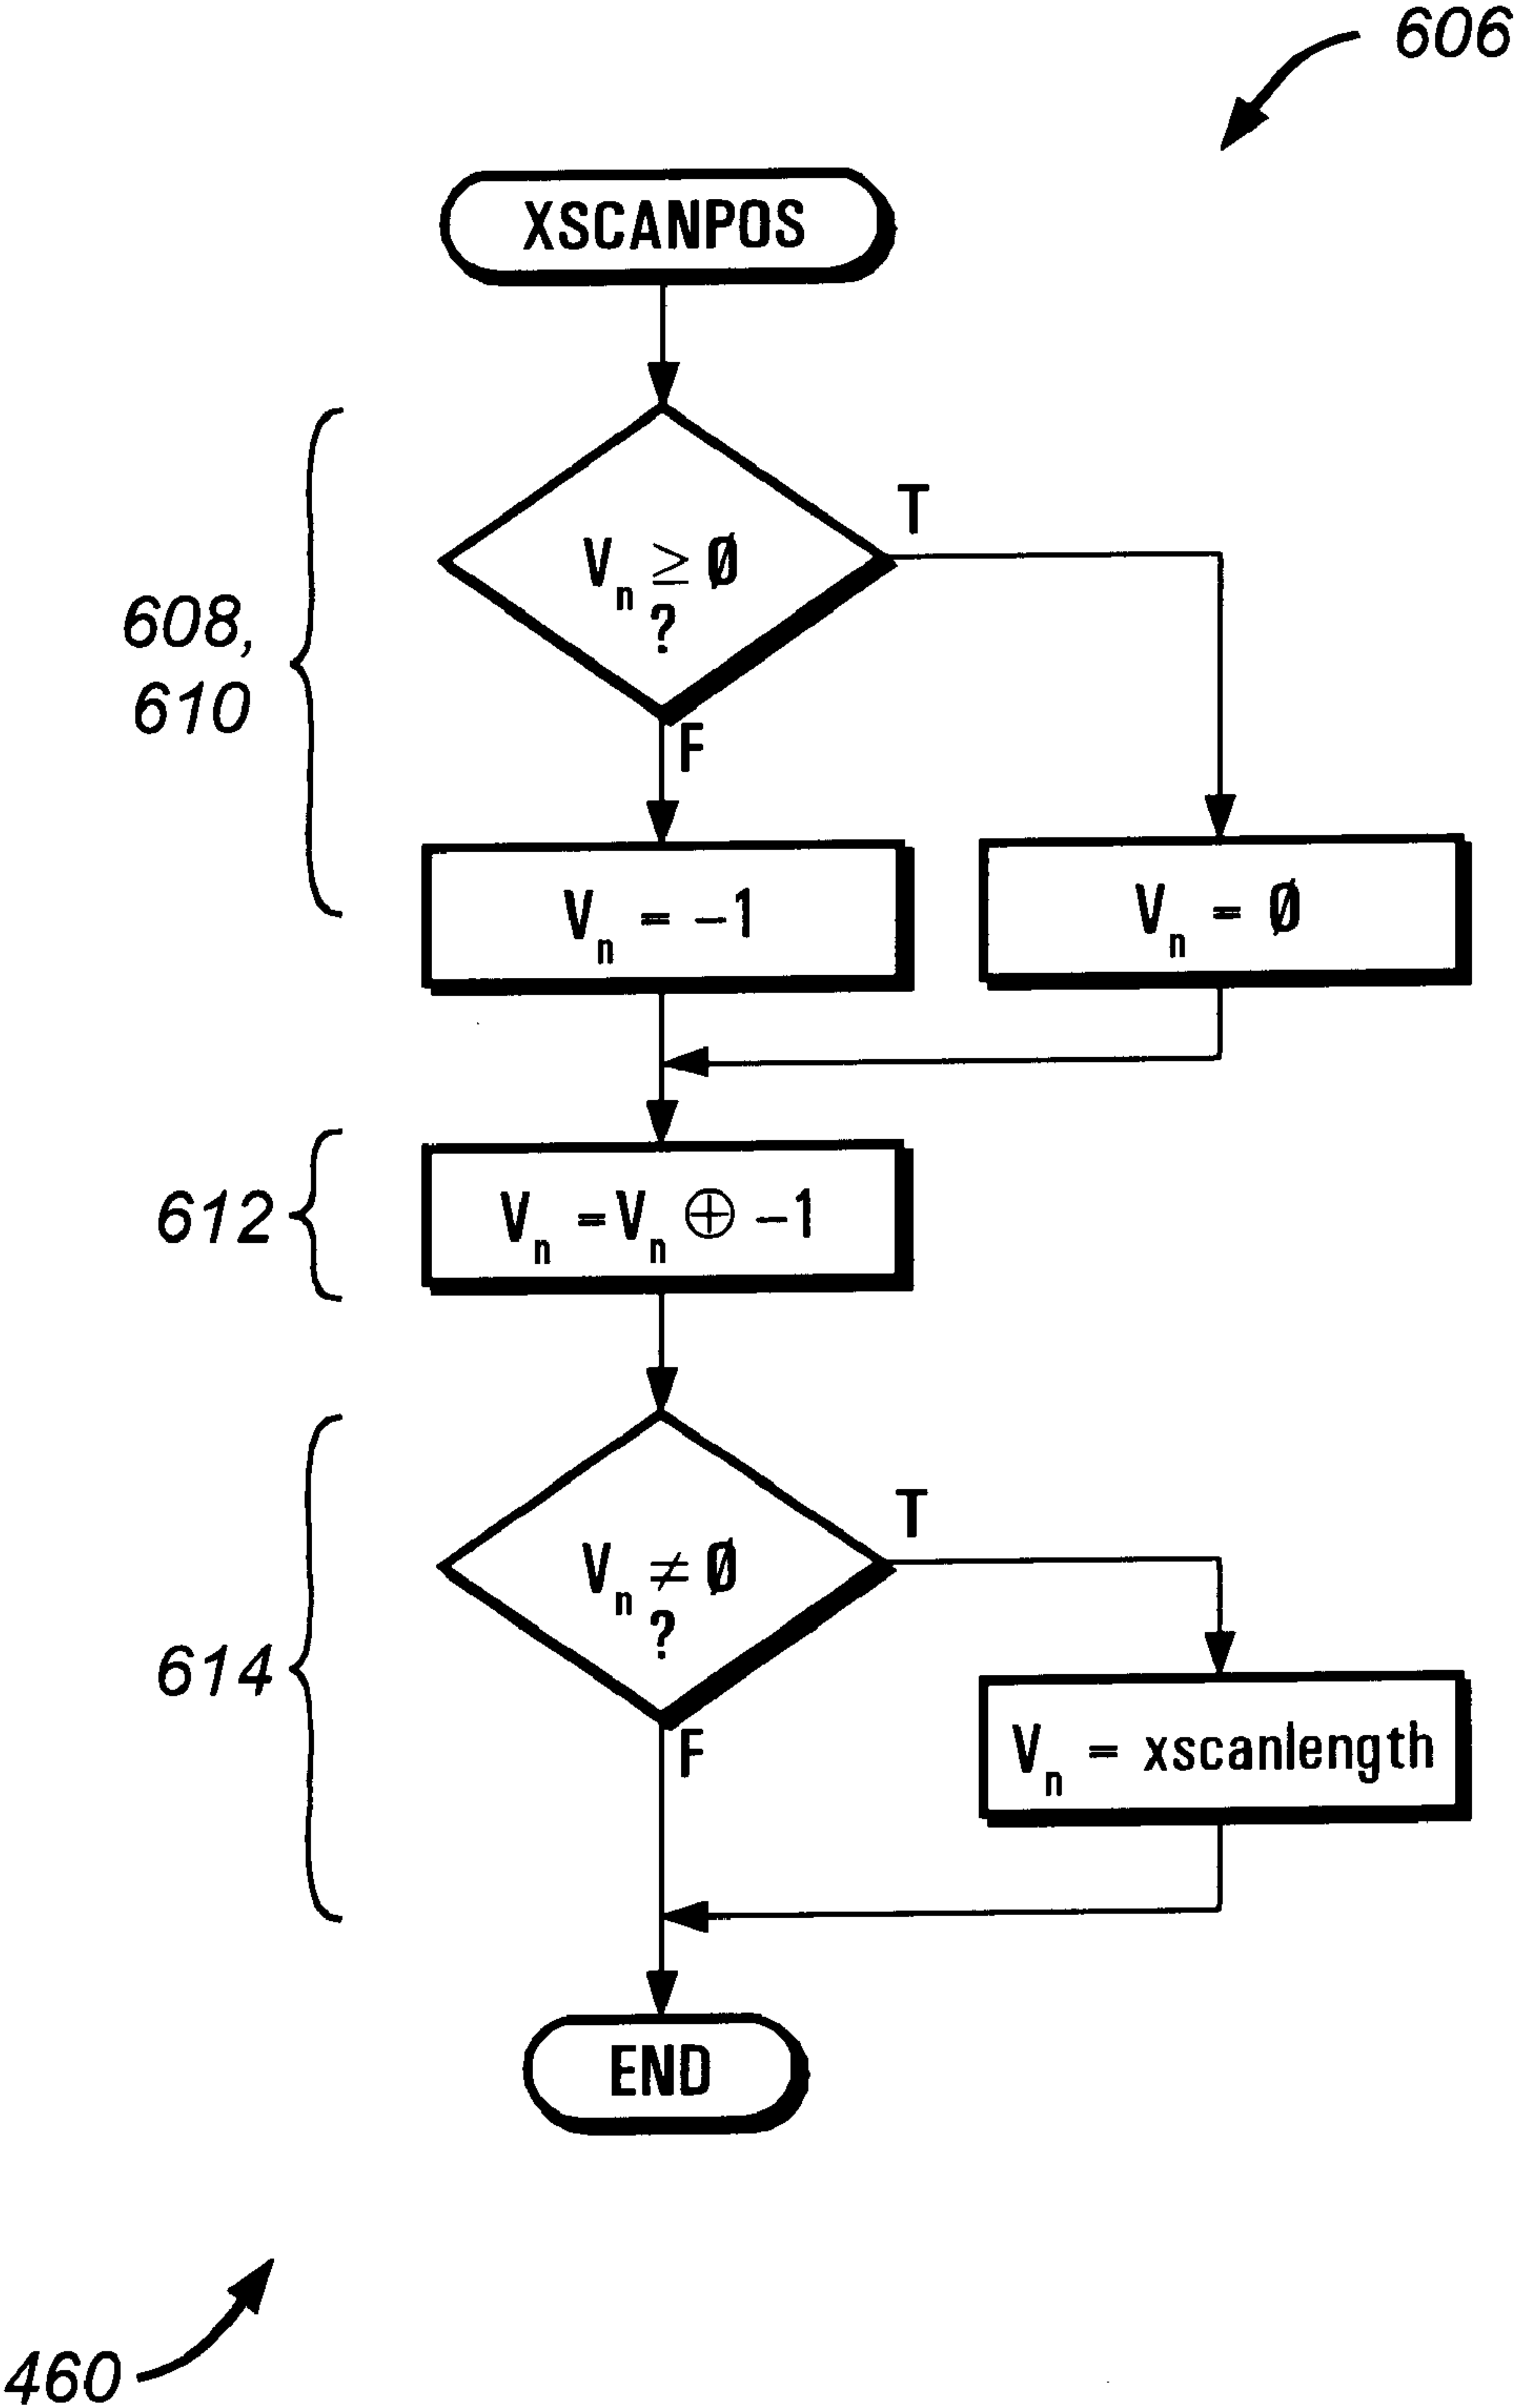 606
XSCANPOS
T
Vn ≥ Ø
?
608,
610
F
Vn = −1
Vn = Ø
612
Vn = Vn ⊕ −1
T
Vn ≠ Ø
?
614
F
Vn = xscanlength
END
460